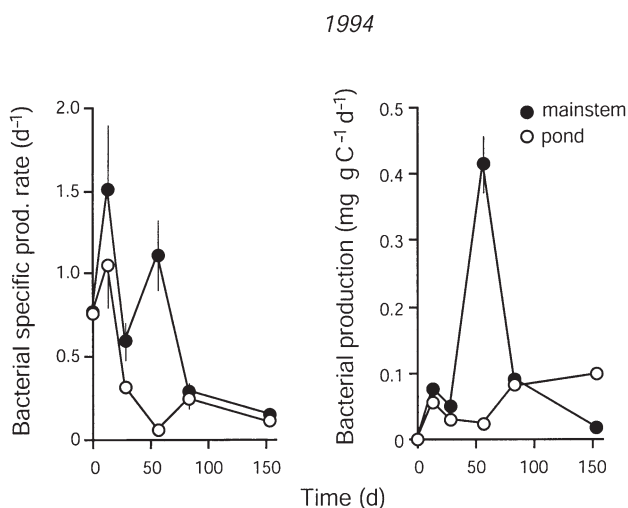 1994
Bacterial specific prod. rate (d⁻¹)
2.0
1.5
1.0
0.5
0
0 50 100 150
Bacterial production (mg g C⁻¹ d⁻¹)
0.5
0.4
0.3
0.2
0.1
0
0 50 100 150
mainstem
pond
Time (d)